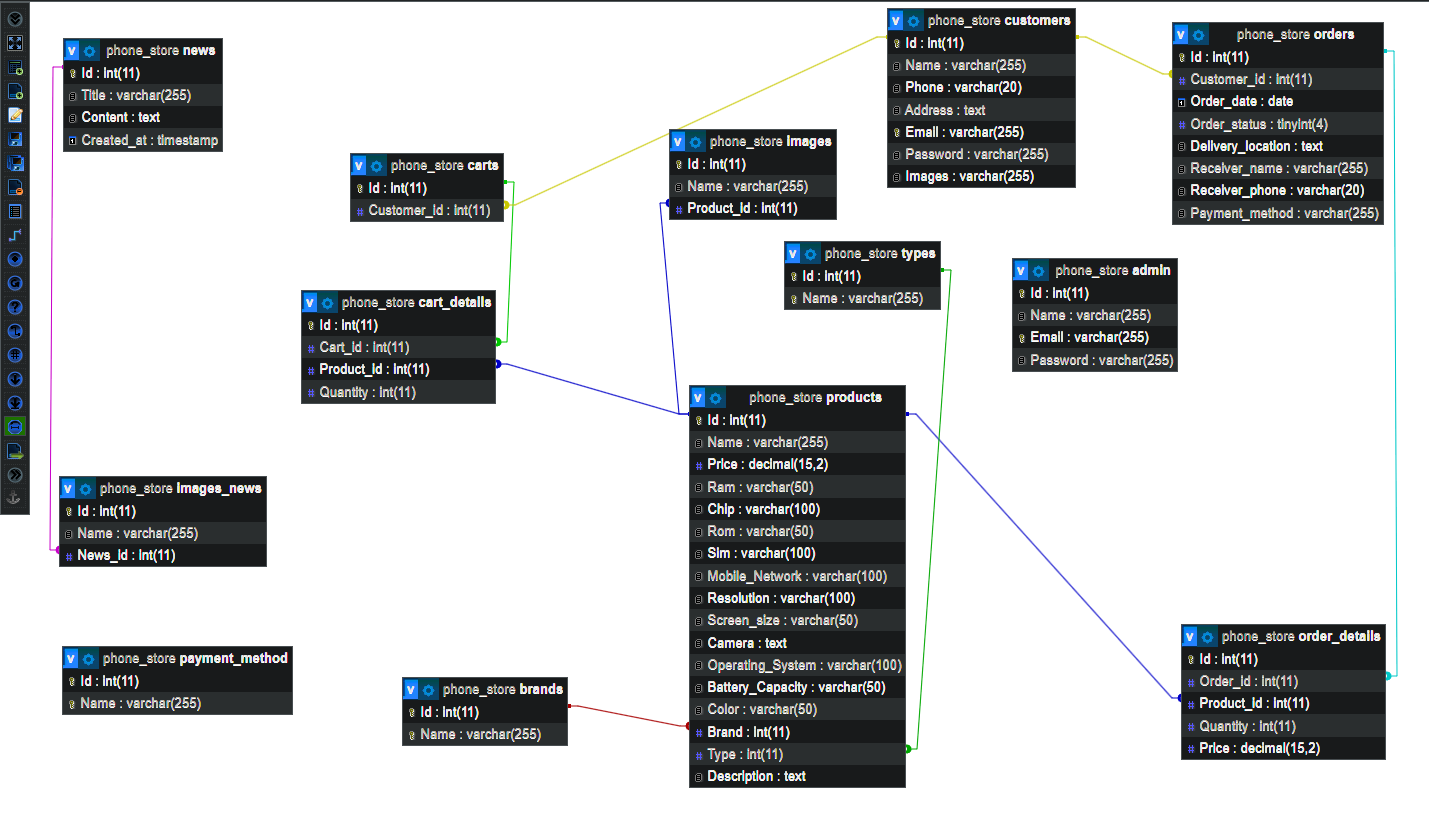 v phone_store news
Id : int(11)
Title : varchar(255)
Content : text
Created_at : timestamp
v phone_store carts
Id : int(11)
Customer_Id : int(11)
v phone_store images
Id : int(11)
Name : varchar(255)
Product_Id : int(11)
v phone_store customers
Id : int(11)
Name : varchar(255)
Phone : varchar(20)
Address : text
Email : varchar(255)
Password : varchar(255)
Images : varchar(255)
v phone_store orders
Id : int(11)
Customer_Id : int(11)
Order_date : date
Order_status : tinyint(4)
Delivery_location : text
Receiver_name : varchar(255)
Receiver_phone : varchar(20)
Payment_method : varchar(255)
v phone_store types
Id : int(11)
Name : varchar(255)
v phone_store admin
Id : int(11)
Name : varchar(255)
Email : varchar(255)
Password : varchar(255)
v phone_store cart_details
Id : int(11)
Cart_Id : int(11)
Product_Id : int(11)
Quantity : int(11)
v phone_store products
Id : int(11)
Name : varchar(255)
Price : decimal(15,2)
Ram : varchar(50)
Chip : varchar(100)
Rom : varchar(50)
Sim : varchar(100)
Mobile_Network : varchar(100)
Resolution : varchar(100)
Screen_size : varchar(50)
Camera : text
Operating_System : varchar(100)
Battery_Capacity : varchar(50)
Color : varchar(50)
Brand : int(11)
Type : int(11)
Description : text
v phone_store images_news
Id : int(11)
Name : varchar(255)
News_Id : int(11)
v phone_store payment_method
Id : int(11)
Name : varchar(255)
v phone_store brands
Id : int(11)
Name : varchar(255)
v phone_store order_details
Id : int(11)
Order_Id : int(11)
Product_Id : int(11)
Quantity : int(11)
Price : decimal(15,2)